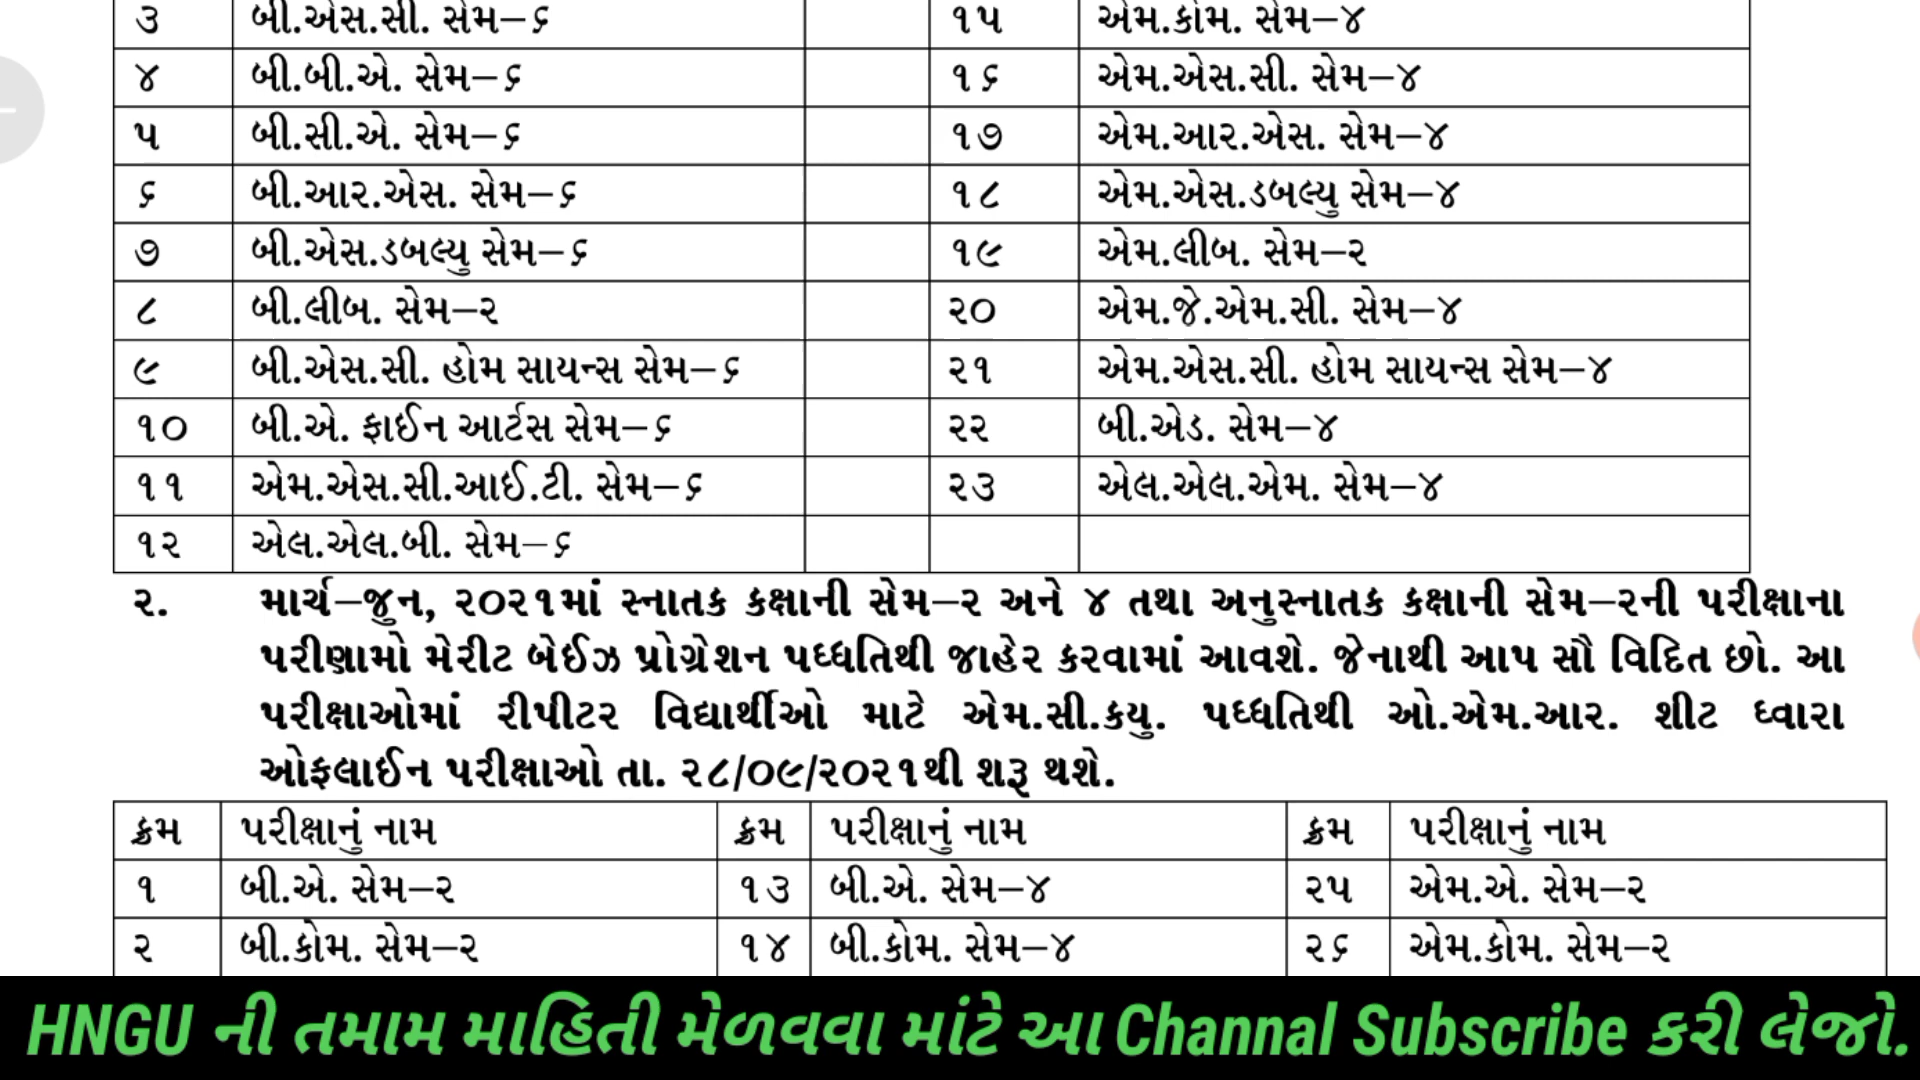 ૩ બી.એસ.સી. સેમ–૬ ૧૫ એમ.કોમ. સેમ–૪
૪ બી.બી.એ. સેમ–૬ ૧૬ એમ.એસ.સી. સેમ–૪
૫ બી.સી.એ. સેમ–૬ ૧૭ એમ.આર.એસ. સેમ–૪
૬ બી.આર.એસ. સેમ–૬ ૧૮ એમ.એસ.ડબલ્યુ સેમ–૪
૭ બી.એસ.ડબલ્યુ સેમ–૬ ૧૯ એમ.લીબ. સેમ–૨
૮ બી.લીબ. સેમ–૨ ૨૦ એમ.જે.એમ.સી. સેમ–૪
૯ બી.એસ.સી. હોમ સાયન્સ સેમ–૬ ૨૧ એમ.એસ.સી. હોમ સાયન્સ સેમ–૪
૧૦ બી.એ. ફાઈન આર્ટસ સેમ–૬ ૨૨ બી.એડ. સેમ–૪
૧૧ એમ.એસ.સી.આઈ.ટી. સેમ–૬ ૨૩ એલ.એલ.એમ. સેમ–૪
૧૨ એલ.એલ.બી. સેમ–૬
૨. માર્ચ–જુન, ૨૦૨૧માં સ્નાતક કક્ષાની સેમ–૨ અને ૪ તથા અનુસ્નાતક કક્ષાની સેમ–૨ની પરીક્ષાના
પરીણામો મેરીટ બેઈઝ પ્રોગ્રેશન પધ્ધતિથી જાહેર કરવામાં આવશે. જેનાથી આપ સૌ વિદિત છો. આ
પરીક્ષાઓમાં રીપીટર વિદ્યાર્થીઓ માટે એમ.સી.ક્યુ. પધ્ધતિથી ઓ.એમ.આર. શીટ ધ્વારા
ઓફલાઈન પરીક્ષાઓ તા. ૨૮/૦૯/૨૦૨૧થી શરૂ થશે.
ક્રમ પરીક્ષાનું નામ ક્રમ પરીક્ષાનું નામ ક્રમ પરીક્ષાનું નામ
૧ બી.એ. સેમ–૨ ૧૩ બી.એ. સેમ–૪ ૨૫ એમ.એ. સેમ–૨
૨ બી.કોમ. સેમ–૨ ૧૪ બી.કોમ. સેમ–૪ ૨૬ એમ.કોમ. સેમ–૨
HNGU ની તમામ માહિતી મેળવવા માંટે આ Channal Subscribe કરી લેજો.